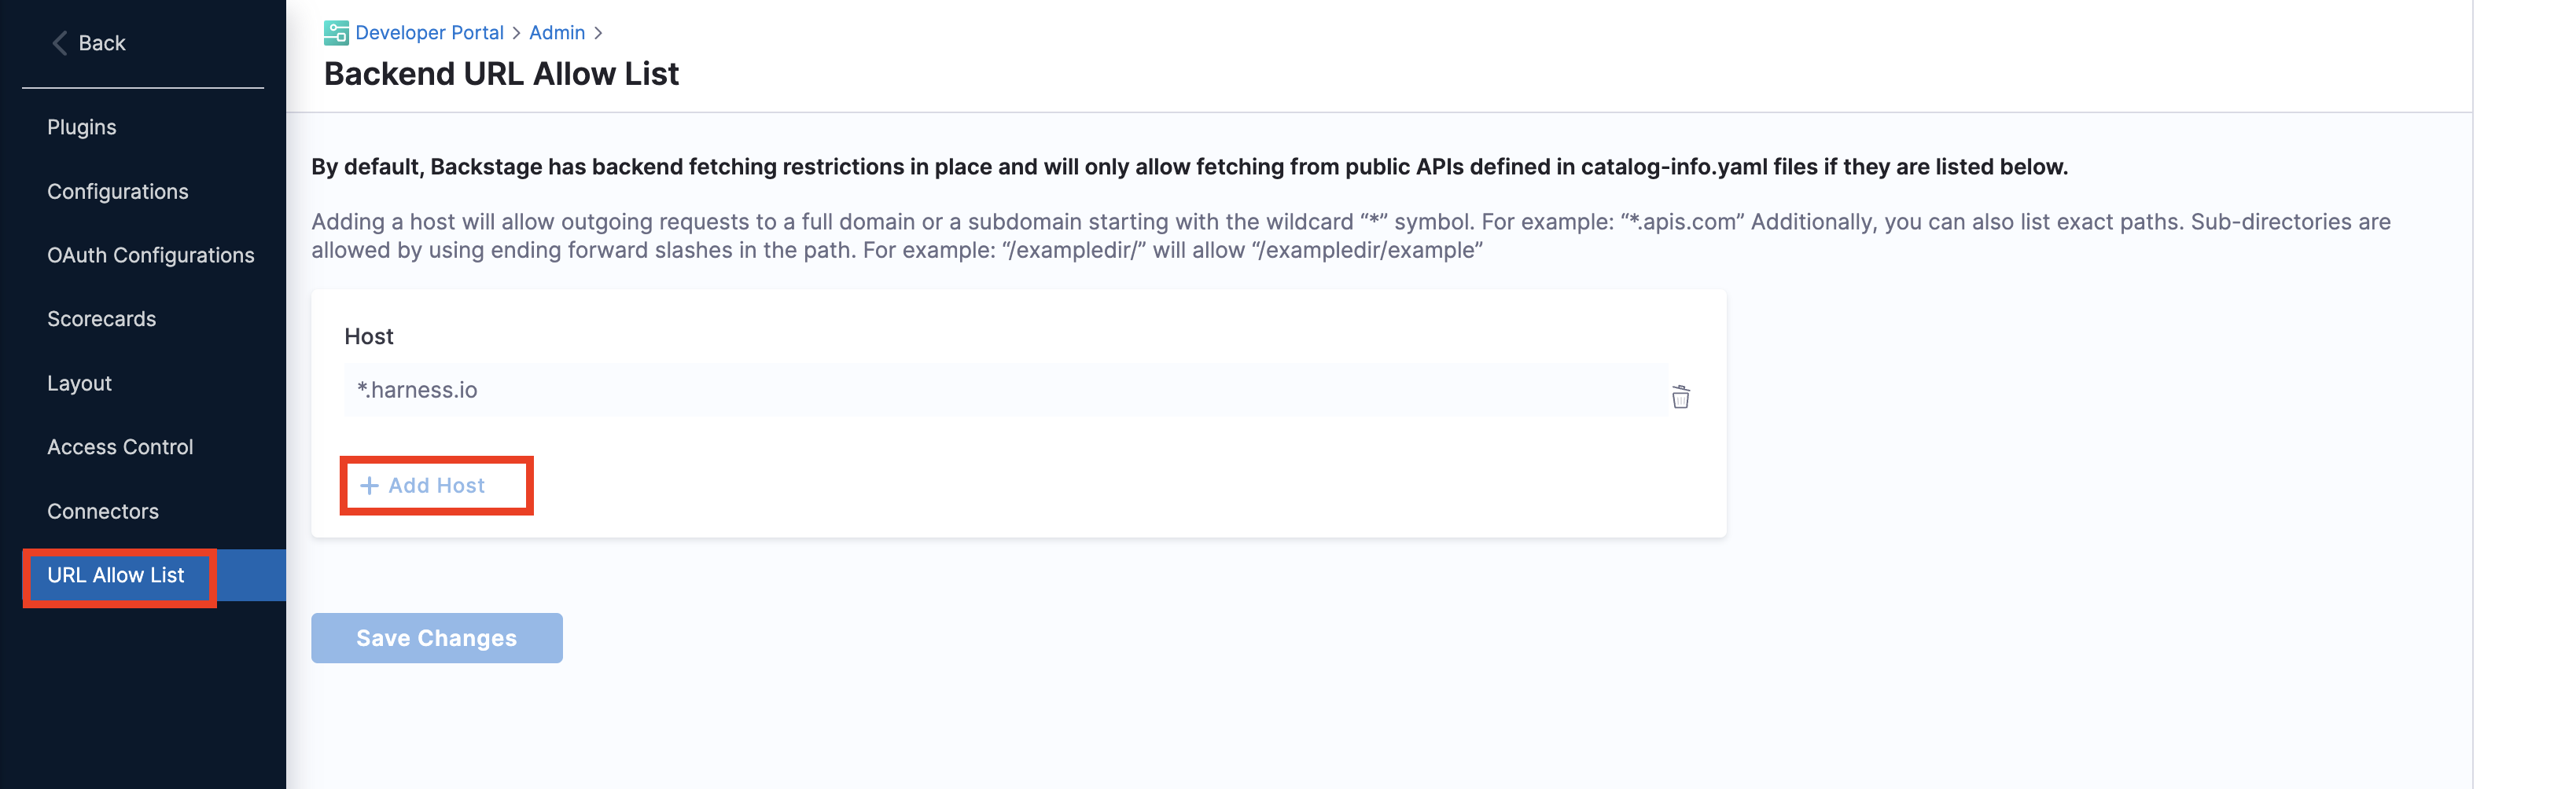 Back
Plugins
Configurations
OAuth Configurations
Scorecards
Layout
Access Control
Connectors
URL Allow List
Developer Portal > Admin >
Backend URL Allow List
By default, Backstage has backend fetching restrictions in place and will only allow fetching from public APIs defined in catalog-info.yaml files if they are listed below.
Adding a host will allow outgoing requests to a full domain or a subdomain starting with the wildcard “*” symbol. For example: “*.apis.com” Additionally, you can also list exact paths. Sub-directories are
allowed by using ending forward slashes in the path. For example: “/exampledir/” will allow “/exampledir/example”
Host
*.harness.io
+ Add Host
Save Changes